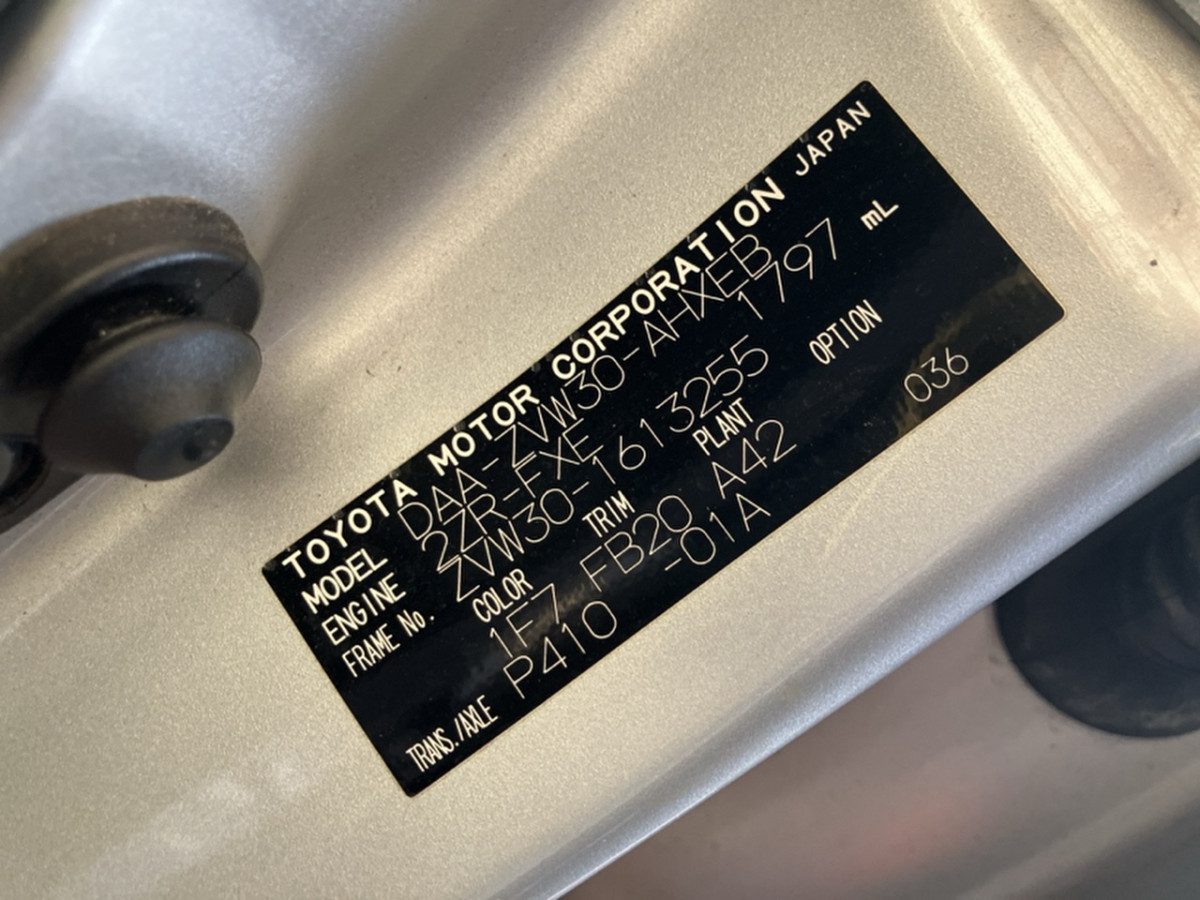 TOYOTA MOTOR CORPORATION JAPAN
MODEL DAA-ZVW30-AHXEB
ENGINE 2ZR-FXE 1797 mL
FRAME No. ZVW30-1613255
COLOR TRIM PLANT OPTION
1F7 FB20 A42 036
TRANS./AXLE P410 -01A